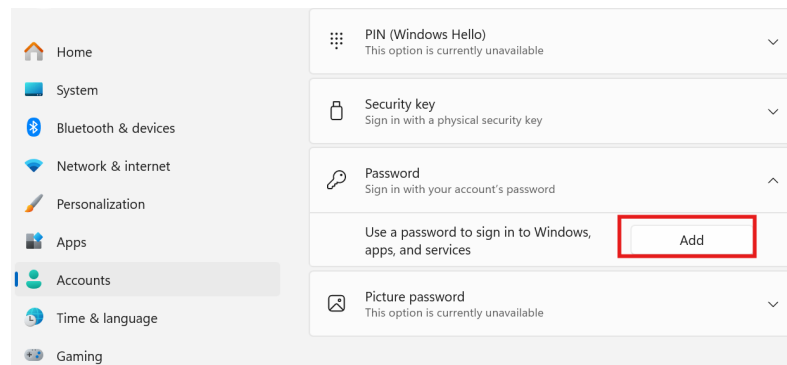 Home
System
Bluetooth & devices
Network & internet
Personalization
Apps
Accounts
Time & language
Gaming
PIN (Windows Hello)
This option is currently unavailable
Security key
Sign in with a physical security key
Password
Sign in with your account's password
Use a password to sign in to Windows,
apps, and services
Add
Picture password
This option is currently unavailable